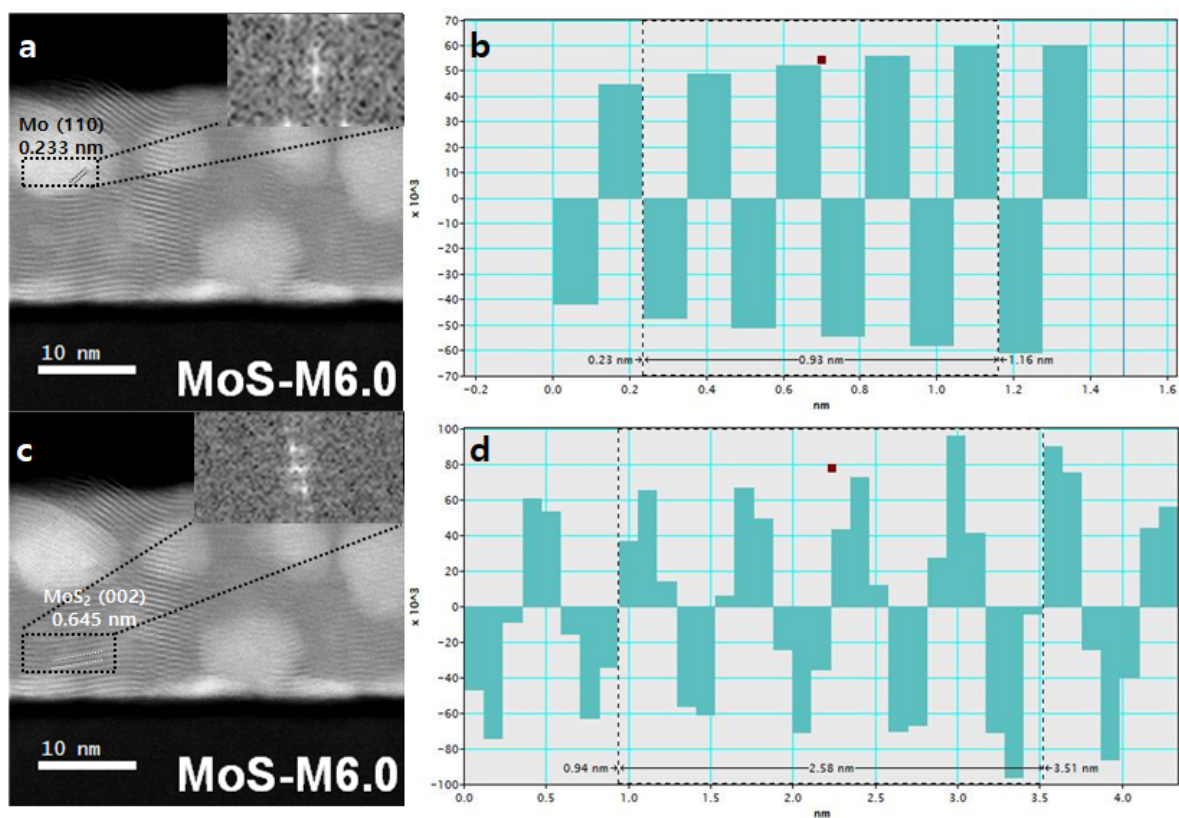 a
Mo (110)
0.233 nm
10 nm
MoS-M6.0
b
70
60
50
40
30
20
10
0
−10
−20
−30
−40
−50
−60
−70
x 10^3
0.23 nm
0.93 nm
1.16 nm
−0.2 0.0 0.2 0.4 0.6 0.8 1.0 1.2 1.4 1.6
nm
c
MoS₂ (002)
0.645 nm
10 nm
MoS-M6.0
d
100
80
60
40
20
0
−20
−40
−60
−80
−100
x 10^3
0.94 nm
2.58 nm
3.51 nm
0.0 0.5 1.0 1.5 2.0 2.5 3.0 3.5 4.0
nm